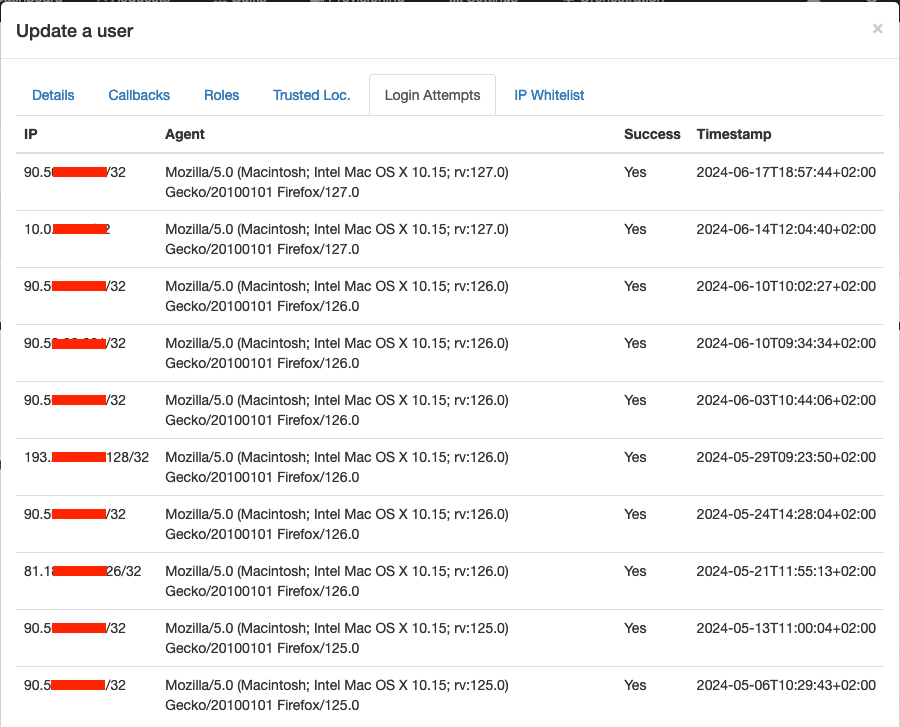 Update a user ×
Details Callbacks Roles Trusted Loc. Login Attempts IP Whitelist
IP Agent Success Timestamp
90.5 /32 Mozilla/5.0 (Macintosh; Intel Mac OS X 10.15; rv:127.0) Yes 2024-06-17T18:57:44+02:00
Gecko/20100101 Firefox/127.0
10.0. Mozilla/5.0 (Macintosh; Intel Mac OS X 10.15; rv:127.0) Yes 2024-06-14T12:04:40+02:00
Gecko/20100101 Firefox/127.0
90.5 /32 Mozilla/5.0 (Macintosh; Intel Mac OS X 10.15; rv:126.0) Yes 2024-06-10T10:02:27+02:00
Gecko/20100101 Firefox/126.0
90.5 /32 Mozilla/5.0 (Macintosh; Intel Mac OS X 10.15; rv:126.0) Yes 2024-06-10T09:34:34+02:00
Gecko/20100101 Firefox/126.0
90.5 /32 Mozilla/5.0 (Macintosh; Intel Mac OS X 10.15; rv:126.0) Yes 2024-06-03T10:44:06+02:00
Gecko/20100101 Firefox/126.0
193. 128/32 Mozilla/5.0 (Macintosh; Intel Mac OS X 10.15; rv:126.0) Yes 2024-05-29T09:23:50+02:00
Gecko/20100101 Firefox/126.0
90.5 /32 Mozilla/5.0 (Macintosh; Intel Mac OS X 10.15; rv:126.0) Yes 2024-05-24T14:28:04+02:00
Gecko/20100101 Firefox/126.0
81.1 26/32 Mozilla/5.0 (Macintosh; Intel Mac OS X 10.15; rv:126.0) Yes 2024-05-21T11:55:13+02:00
Gecko/20100101 Firefox/126.0
90.5 /32 Mozilla/5.0 (Macintosh; Intel Mac OS X 10.15; rv:125.0) Yes 2024-05-13T11:00:04+02:00
Gecko/20100101 Firefox/125.0
90.5 /32 Mozilla/5.0 (Macintosh; Intel Mac OS X 10.15; rv:125.0) Yes 2024-05-06T10:29:43+02:00
Gecko/20100101 Firefox/125.0